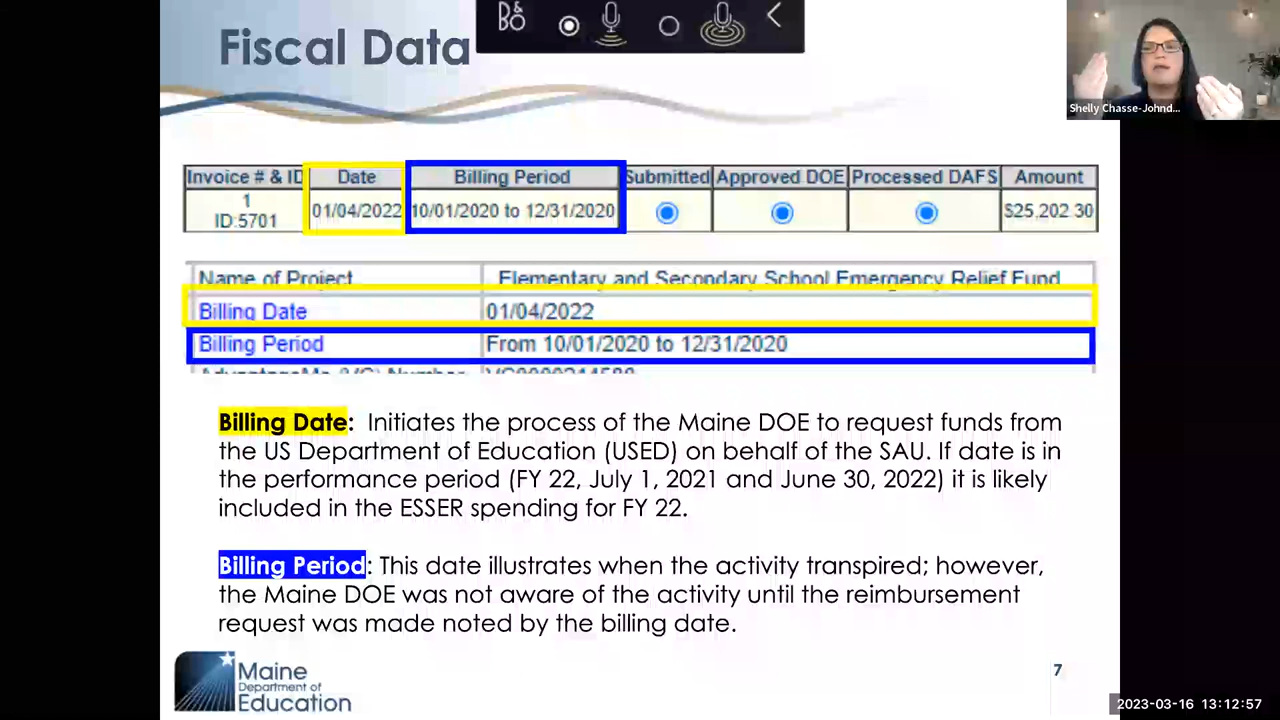 Fiscal Data
Shelly Chasse-Johnd...
Invoice # & ID Date Billing Period Submitted Approved DOE Processed DAFS Amount
1
ID:5701 01/04/2022 10/01/2020 to 12/31/2020 $25,202.30
Name of Project Elementary and Secondary School Emergency Relief Fund
Billing Date 01/04/2022
Billing Period From 10/01/2020 to 12/31/2020
Billing Date: Initiates the process of the Maine DOE to request funds from
the US Department of Education (USED) on behalf of the SAU. If date is in
the performance period (FY 22, July 1, 2021 and June 30, 2022) it is likely
included in the ESSER spending for FY 22.
Billing Period: This date illustrates when the activity transpired; however,
the Maine DOE was not aware of the activity until the reimbursement
request was made noted by the billing date.
Maine
Department of
Education
7
2023-03-16 13:12:57